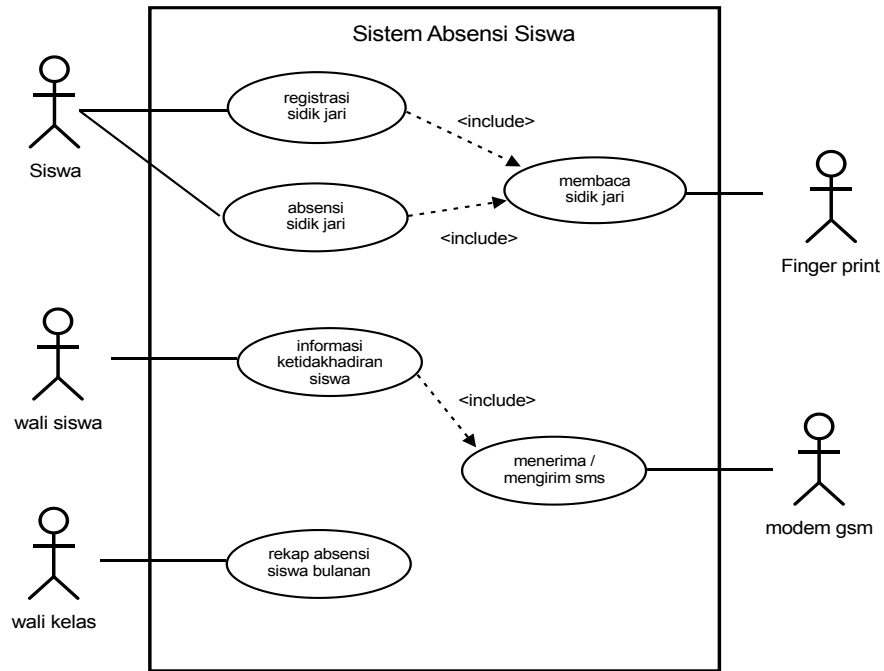 Sistem Absensi Siswa
registrasi
sidik jari
<include>
Siswa
membaca
sidik jari
absensi
sidik jari
<include>
Finger print
informasi
ketidakhadiran
siswa
<include>
wali siswa
menerima /
mengirim sms
modem gsm
rekap absensi
siswa bulanan
wali kelas